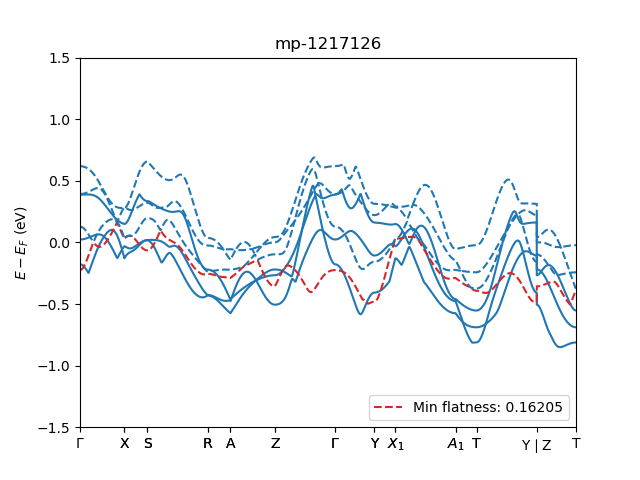 mp-1217126
1.5
1.0
0.5
0.0
−0.5
−1.0
−1.5
E − E_F (eV)
Min flatness: 0.16205
Γ X S R A Z Γ Y X₁ A₁ T Y | Z T